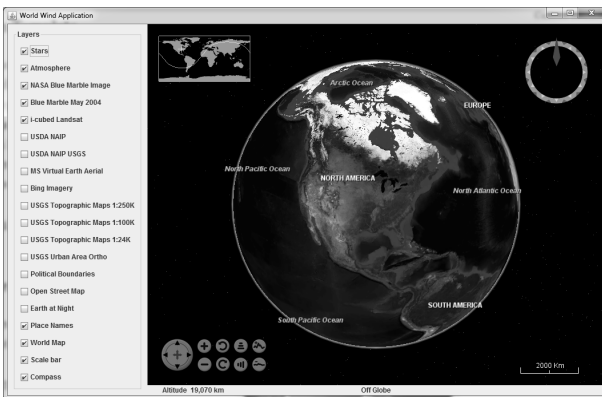 World Wind Application
Layers
Stars
Atmosphere
NASA Blue Marble Image
Blue Marble May 2004
i-cubed Landsat
USDA NAIP
USDA NAIP USGS
MS Virtual Earth Aerial
Bing Imagery
USGS Topographic Maps 1:250K
USGS Topographic Maps 1:100K
USGS Topographic Maps 1:24K
USGS Urban Area Ortho
Political Boundaries
Open Street Map
Earth at Night
Place Names
World Map
Scale bar
Compass
Arctic Ocean
EUROPE
North Pacific Ocean
NORTH AMERICA
North Atlantic Ocean
SOUTH AMERICA
South Pacific Ocean
2000 Km
Altitude 19,070 km
Off Globe